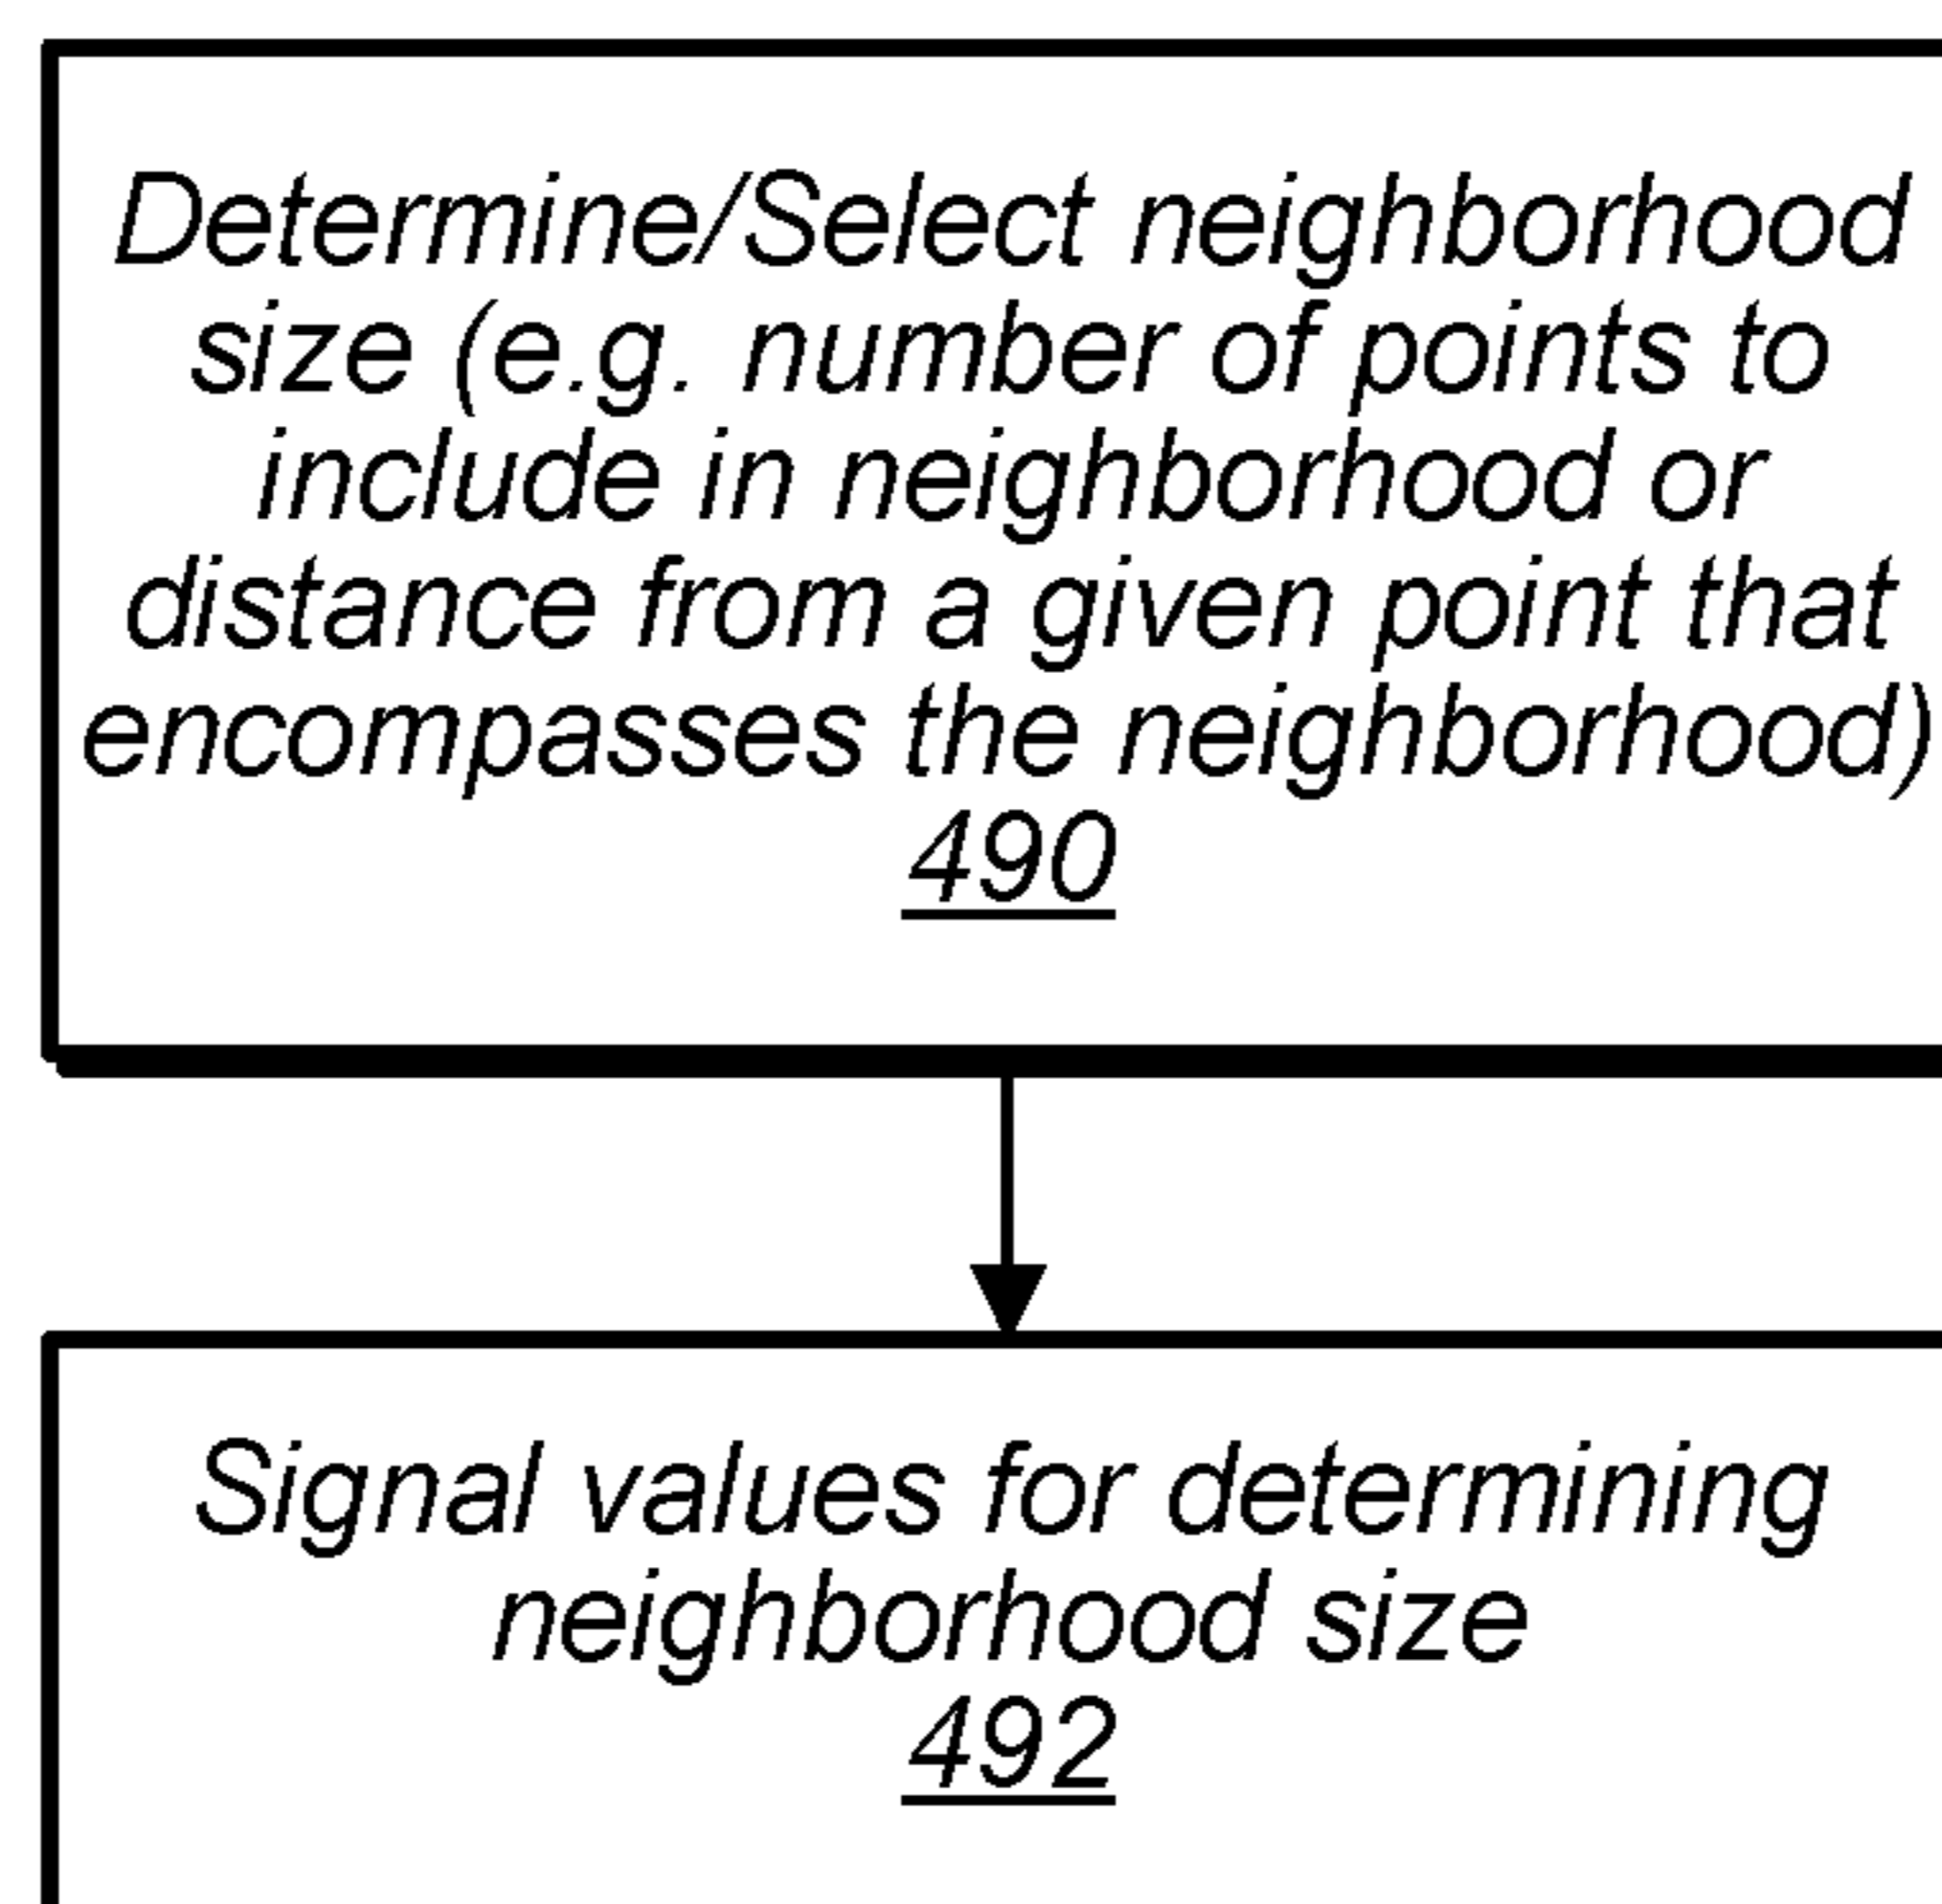 Determine/Select neighborhood
size (e.g. number of points to
include in neighborhood or
distance from a given point that
encompasses the neighborhood)
490
Signal values for determining
neighborhood size
492